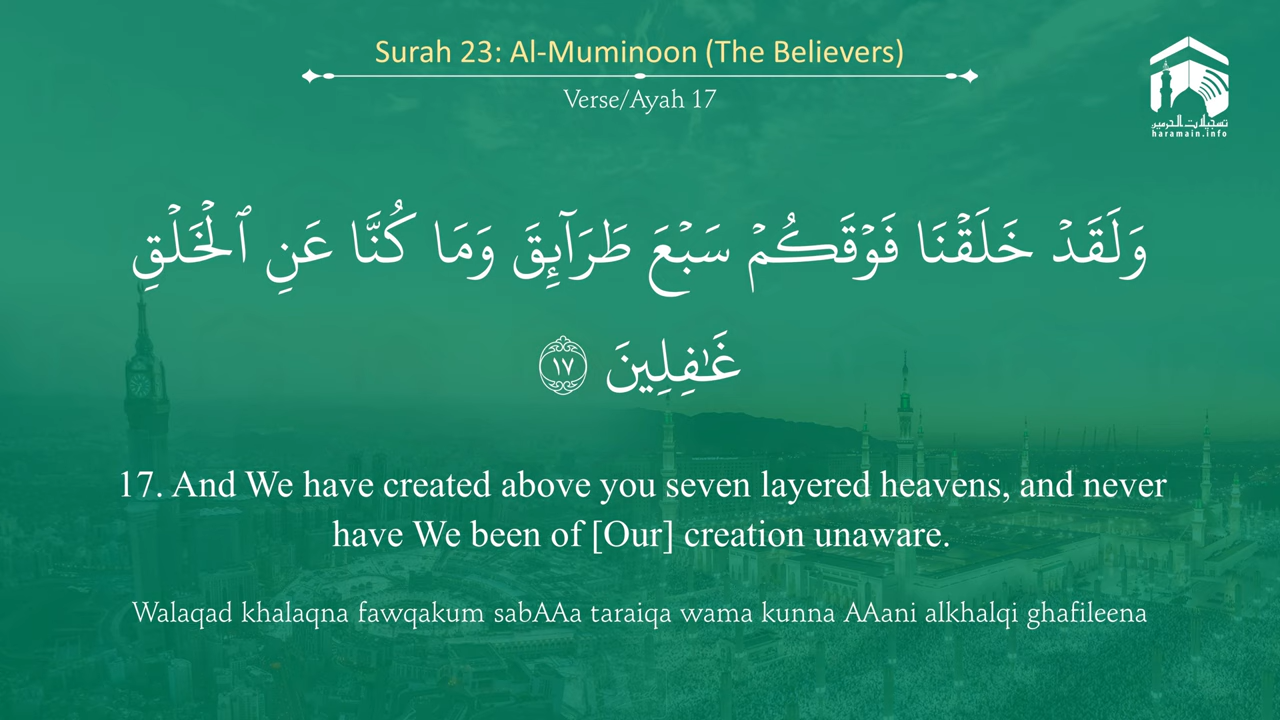 Surah 23: Al-Muminoon (The Believers)
Verse/Ayah 17
تسجيلات الحرمين
haramain.info
وَلَقَدْ خَلَقْنَا فَوْقَكُمْ سَبْعَ طَرَآئِقَ وَمَا كُنَّا عَنِ ٱلْخَلْقِ
غَـٰفِلِينَ ١٧
17. And We have created above you seven layered heavens, and never
have We been of [Our] creation unaware.
Walaqad khalaqna fawqakum sabAAa taraiqa wama kunna AAani alkhalqi ghafileena